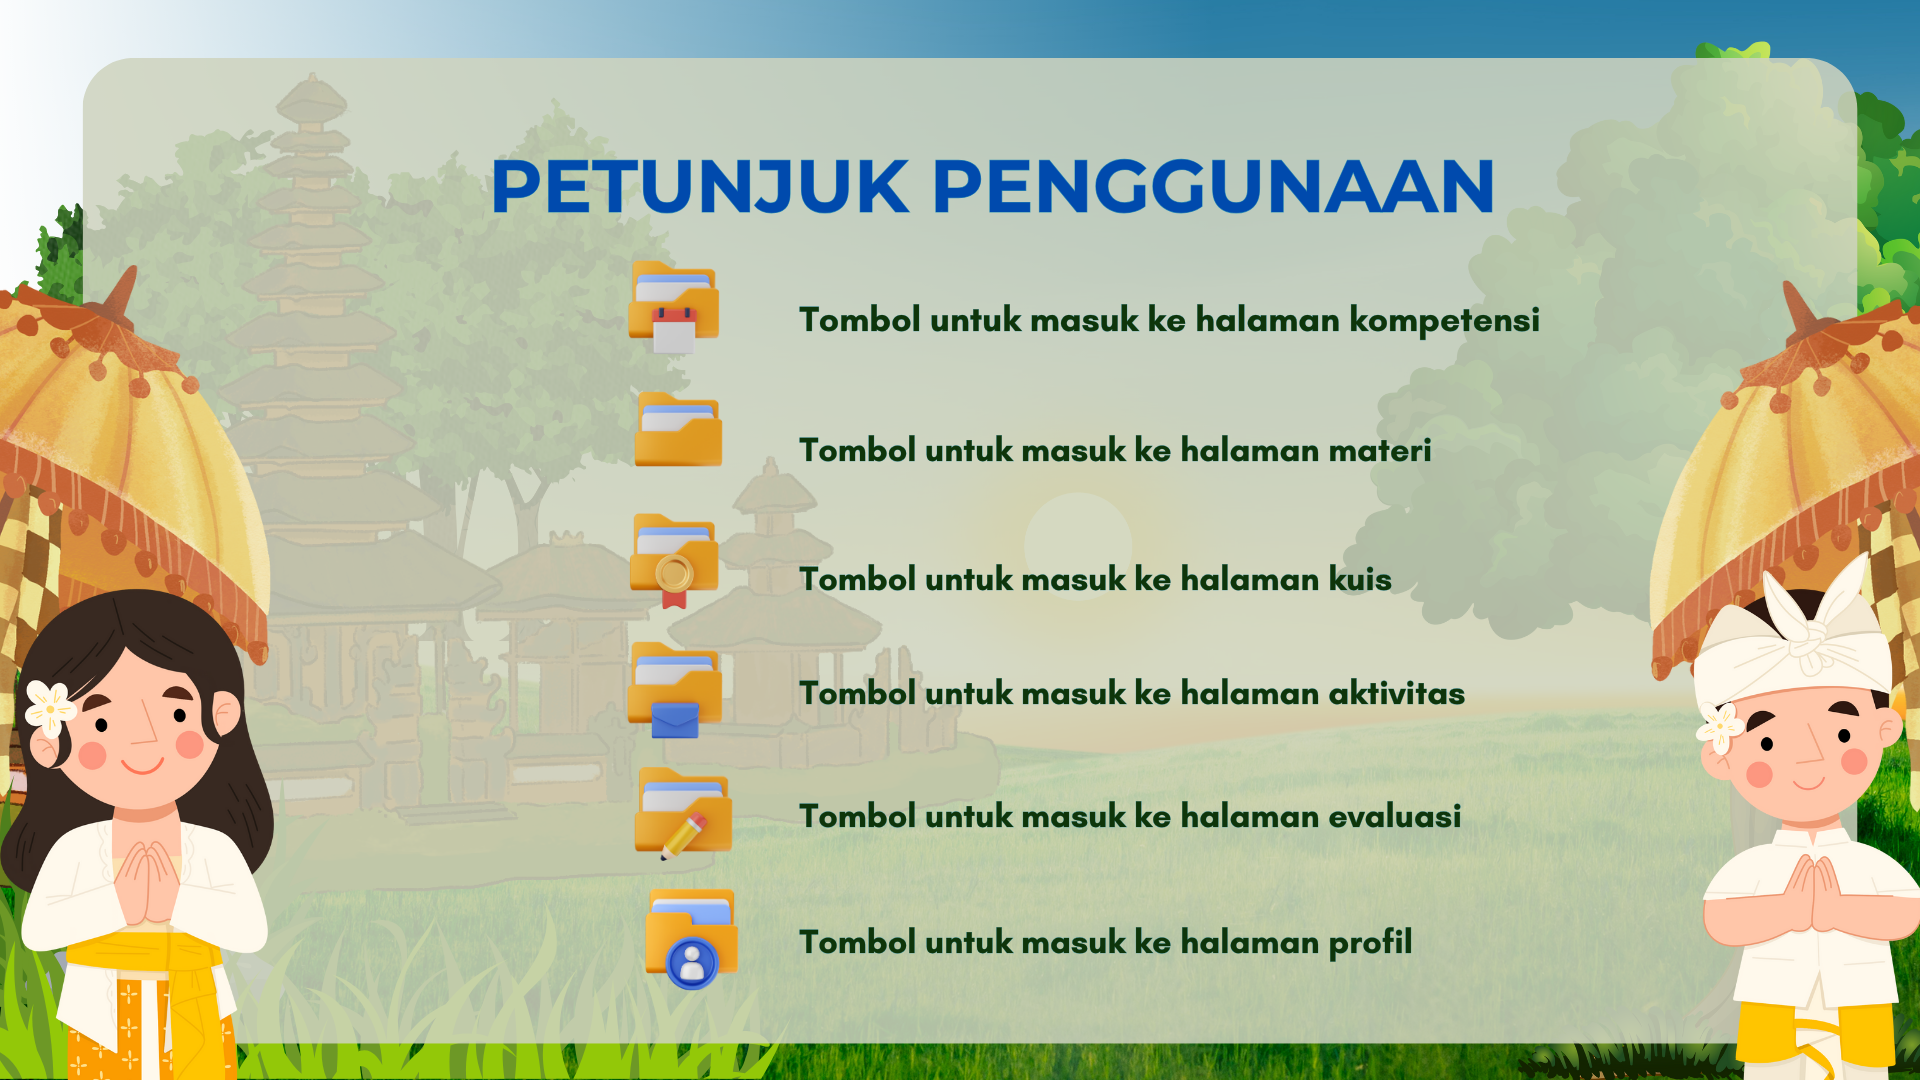 PETUNJUK PENGGUNAAN
Tombol untuk masuk ke halaman kompetensi
Tombol untuk masuk ke halaman materi
Tombol untuk masuk ke halaman kuis
Tombol untuk masuk ke halaman aktivitas
Tombol untuk masuk ke halaman evaluasi
Tombol untuk masuk ke halaman profil